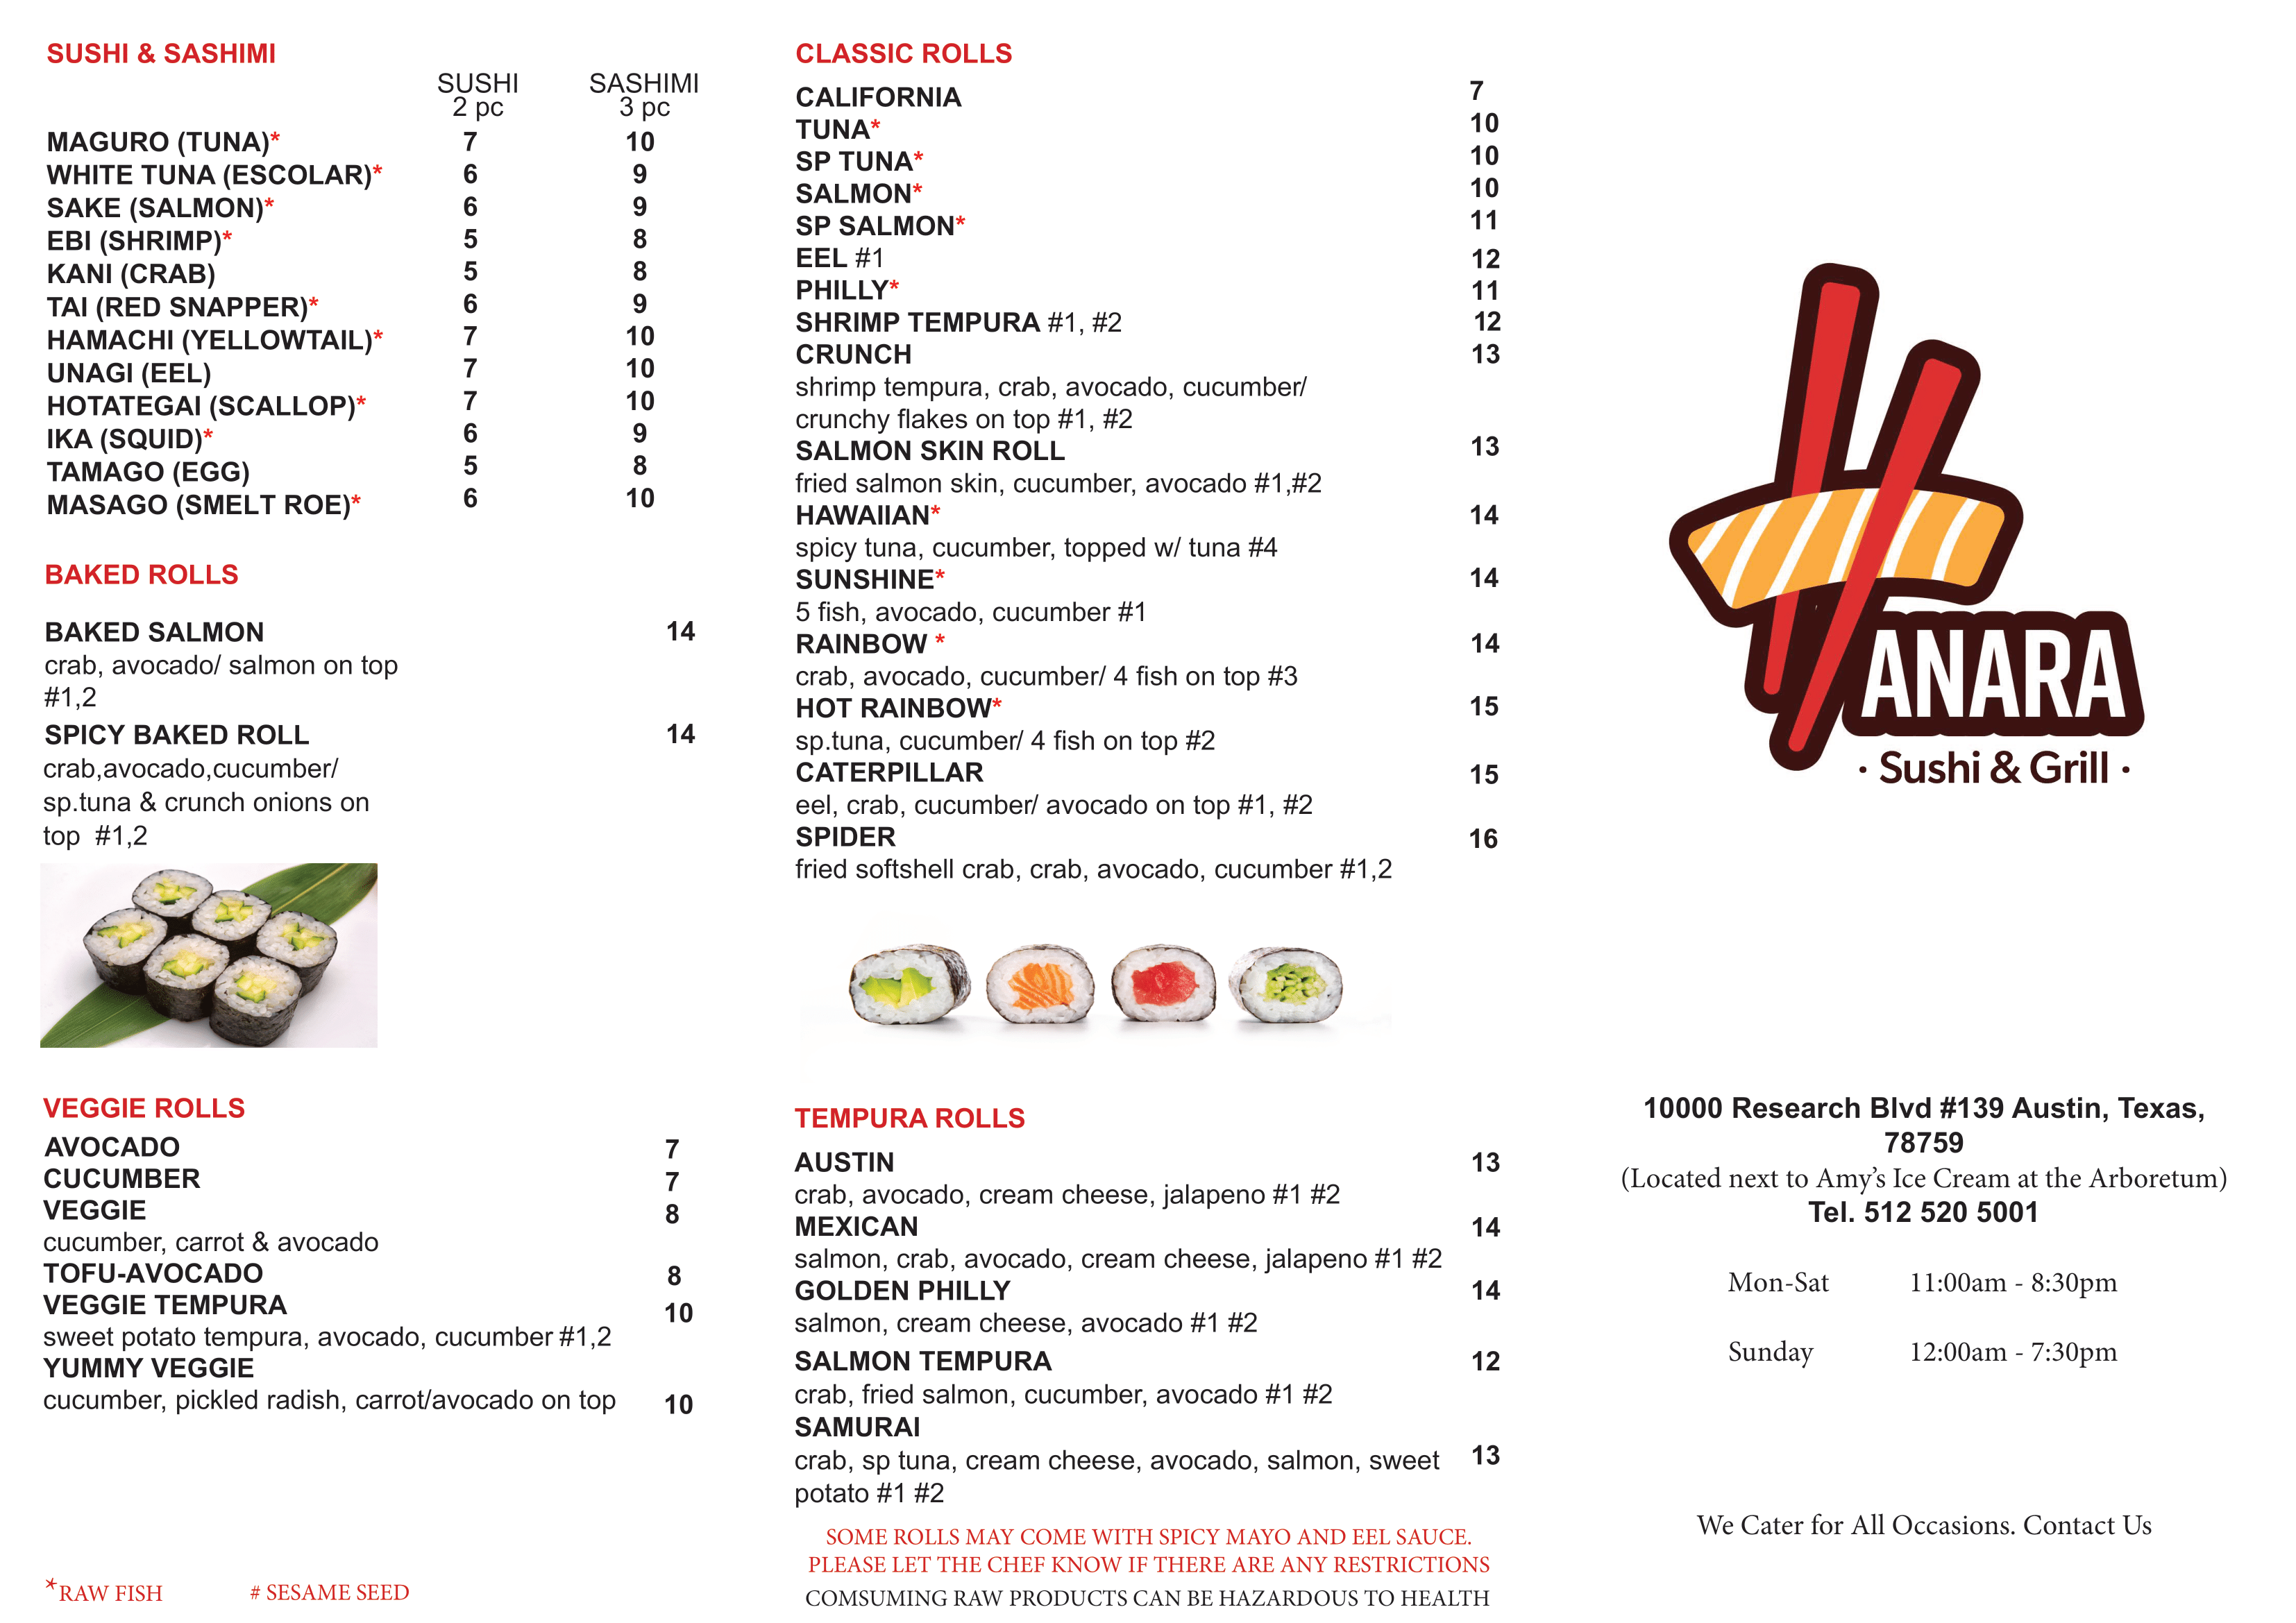 SUSHI & SASHIMI
SUSHI SASHIMI
2 pc 3 pc
MAGURO (TUNA)* 7 10
WHITE TUNA (ESCOLAR)* 6 9
SAKE (SALMON)* 6 9
EBI (SHRIMP)* 5 8
KANI (CRAB) 5 8
TAI (RED SNAPPER)* 6 9
HAMACHI (YELLOWTAIL)* 7 10
UNAGI (EEL) 7 10
HOTATEGAI (SCALLOP)* 7 10
IKA (SQUID)* 6 9
TAMAGO (EGG) 5 8
MASAGO (SMELT ROE)* 6 10
BAKED ROLLS
BAKED SALMON 14
crab, avocado/ salmon on top
#1,2
SPICY BAKED ROLL 14
crab,avocado,cucumber/
sp.tuna & crunch onions on
top #1,2
VEGGIE ROLLS
AVOCADO 7
CUCUMBER 7
VEGGIE 8
cucumber, carrot & avocado
TOFU-AVOCADO 8
VEGGIE TEMPURA 10
sweet potato tempura, avocado, cucumber #1,2
YUMMY VEGGIE
cucumber, pickled radish, carrot/avocado on top 10
*RAW FISH # SESAME SEED
CLASSIC ROLLS
CALIFORNIA 7
TUNA* 10
SP TUNA* 10
SALMON* 10
SP SALMON* 11
EEL #1 12
PHILLY* 11
SHRIMP TEMPURA #1, #2 12
CRUNCH 13
shrimp tempura, crab, avocado, cucumber/
crunchy flakes on top #1, #2
SALMON SKIN ROLL 13
fried salmon skin, cucumber, avocado #1,#2
HAWAIIAN* 14
spicy tuna, cucumber, topped w/ tuna #4
SUNSHINE* 14
5 fish, avocado, cucumber #1
RAINBOW * 14
crab, avocado, cucumber/ 4 fish on top #3
HOT RAINBOW* 15
sp.tuna, cucumber/ 4 fish on top #2
CATERPILLAR 15
eel, crab, cucumber/ avocado on top #1, #2
SPIDER 16
fried softshell crab, crab, avocado, cucumber #1,2
TEMPURA ROLLS
AUSTIN 13
crab, avocado, cream cheese, jalapeno #1 #2
MEXICAN 14
salmon, crab, avocado, cream cheese, jalapeno #1 #2
GOLDEN PHILLY 14
salmon, cream cheese, avocado #1 #2
SALMON TEMPURA 12
crab, fried salmon, cucumber, avocado #1 #2
SAMURAI
crab, sp tuna, cream cheese, avocado, salmon, sweet 13
potato #1 #2
SOME ROLLS MAY COME WITH SPICY MAYO AND EEL SAUCE.
PLEASE LET THE CHEF KNOW IF THERE ARE ANY RESTRICTIONS
COMSUMING RAW PRODUCTS CAN BE HAZARDOUS TO HEALTH
HANARA
· Sushi & Grill ·
10000 Research Blvd #139 Austin, Texas,
78759
(Located next to Amy’s Ice Cream at the Arboretum)
Tel. 512 520 5001
Mon-Sat 11:00am - 8:30pm
Sunday 12:00am - 7:30pm
We Cater for All Occasions. Contact Us